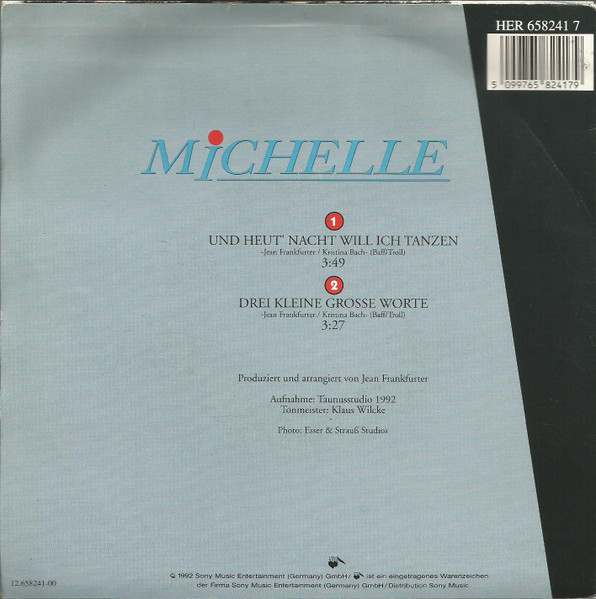 HER 658241 7
5 099765 824179
MiCHELLE
1
UND HEUT' NACHT WILL ICH TANZEN
-Jean Frankfurter / Kristina Bach- (Baff/Troll)
3:49
2
DREI KLEINE GROSSE WORTE
-Jean Frankfurter / Kristina Bach- (Baff/Troll)
3:27
Produziert und arrangiert von Jean Frankfurter
Aufnahme: Taunusstudio 1992
Tonmeister: Klaus Wilcke
Photo: Esser & Strauß Studios
© 1992 Sony Music Entertainment (Germany) GmbH / ist ein eingetragenes Warenzeichen
der Firma Sony Music Entertainment (Germany) GmbH / Distribution Sony Music
12.658241-00